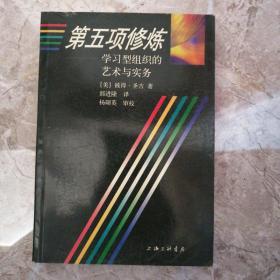 第五项修炼
学习型组织的
艺术与实务
［美］彼得·圣吉 著
郭进隆 译
杨硕英 审校
上海三联书店